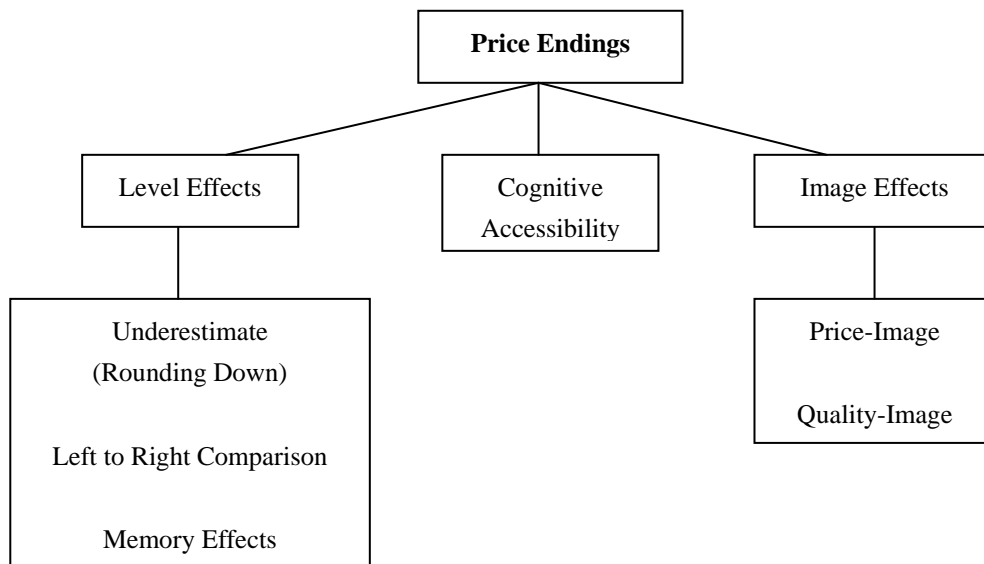 Price Endings
Level Effects
Cognitive
Accessibility
Image Effects
Underestimate
(Rounding Down)
Left to Right Comparison
Memory Effects
Price-Image
Quality-Image